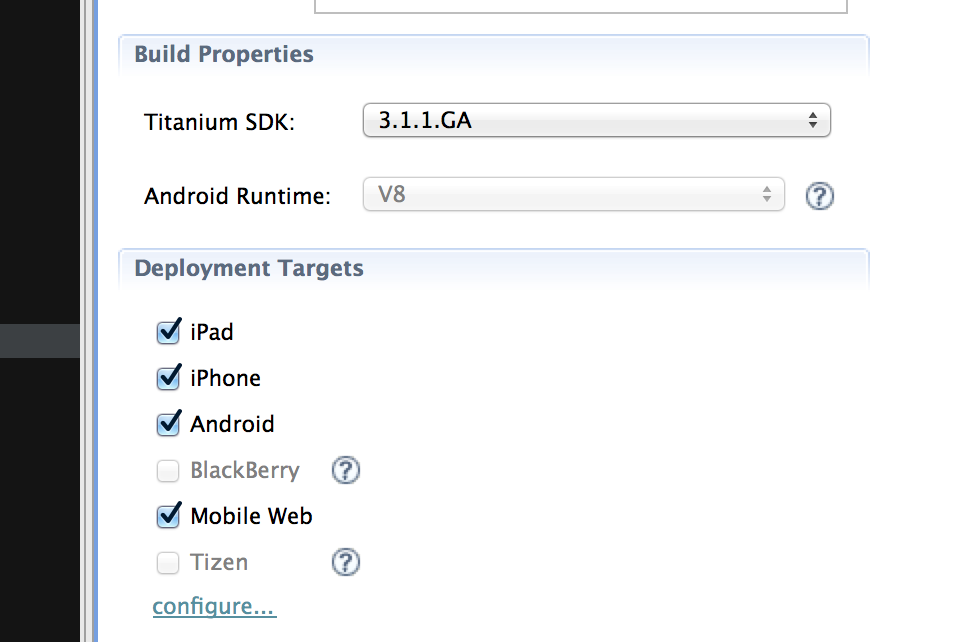 Build Properties
Titanium SDK: 3.1.1.GA
Android Runtime: V8 ?
Deployment Targets
iPad
iPhone
Android
BlackBerry ?
Mobile Web
Tizen ?
configure...